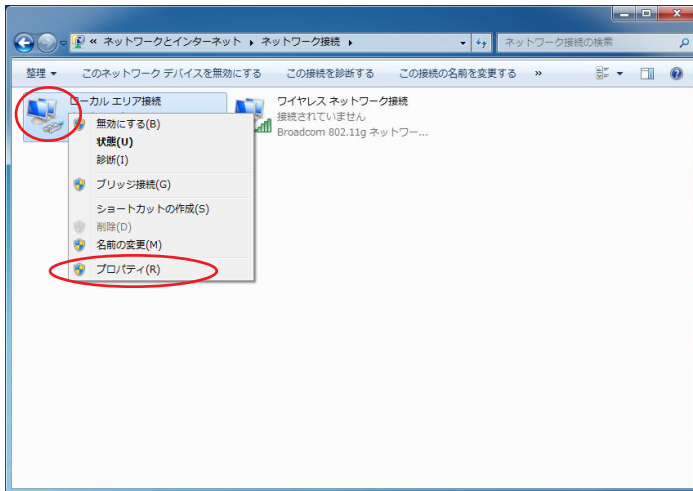 « ネットワークとインターネット ▸ ネットワーク接続 ▸
ネットワーク接続の検索
整理 ▼ このネットワーク デバイスを無効にする この接続を診断する この接続の名前を変更する »
ローカル エリア接続
ワイヤレス ネットワーク接続
接続されていません
Broadcom 802.11g ネットワー...
無効にする(B)
状態(U)
診断(I)
ブリッジ接続(G)
ショートカットの作成(S)
削除(D)
名前の変更(M)
プロパティ(R)